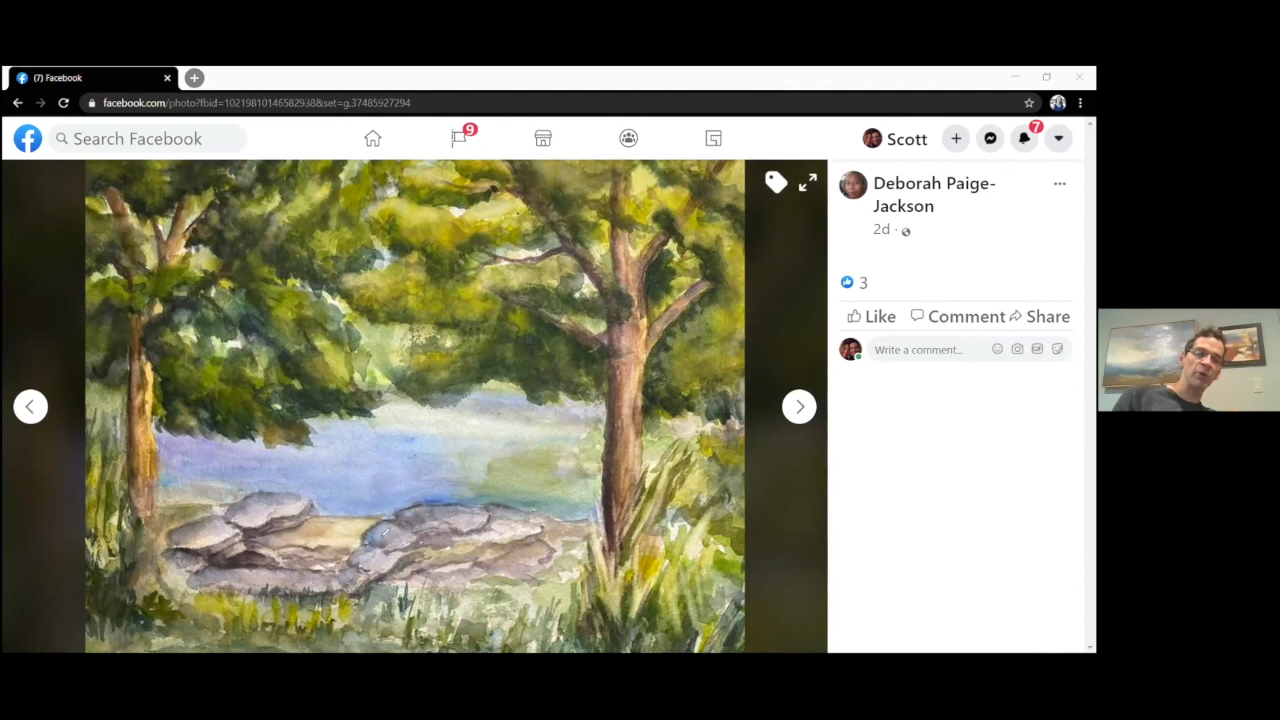 (7) Facebook
facebook.com/photo?fbid=10219810146582938&set=g.37485927294
Search Facebook
9
Scott
7
Deborah Paige-
Jackson
2d ·
3
Like Comment Share
Write a comment...
GIF